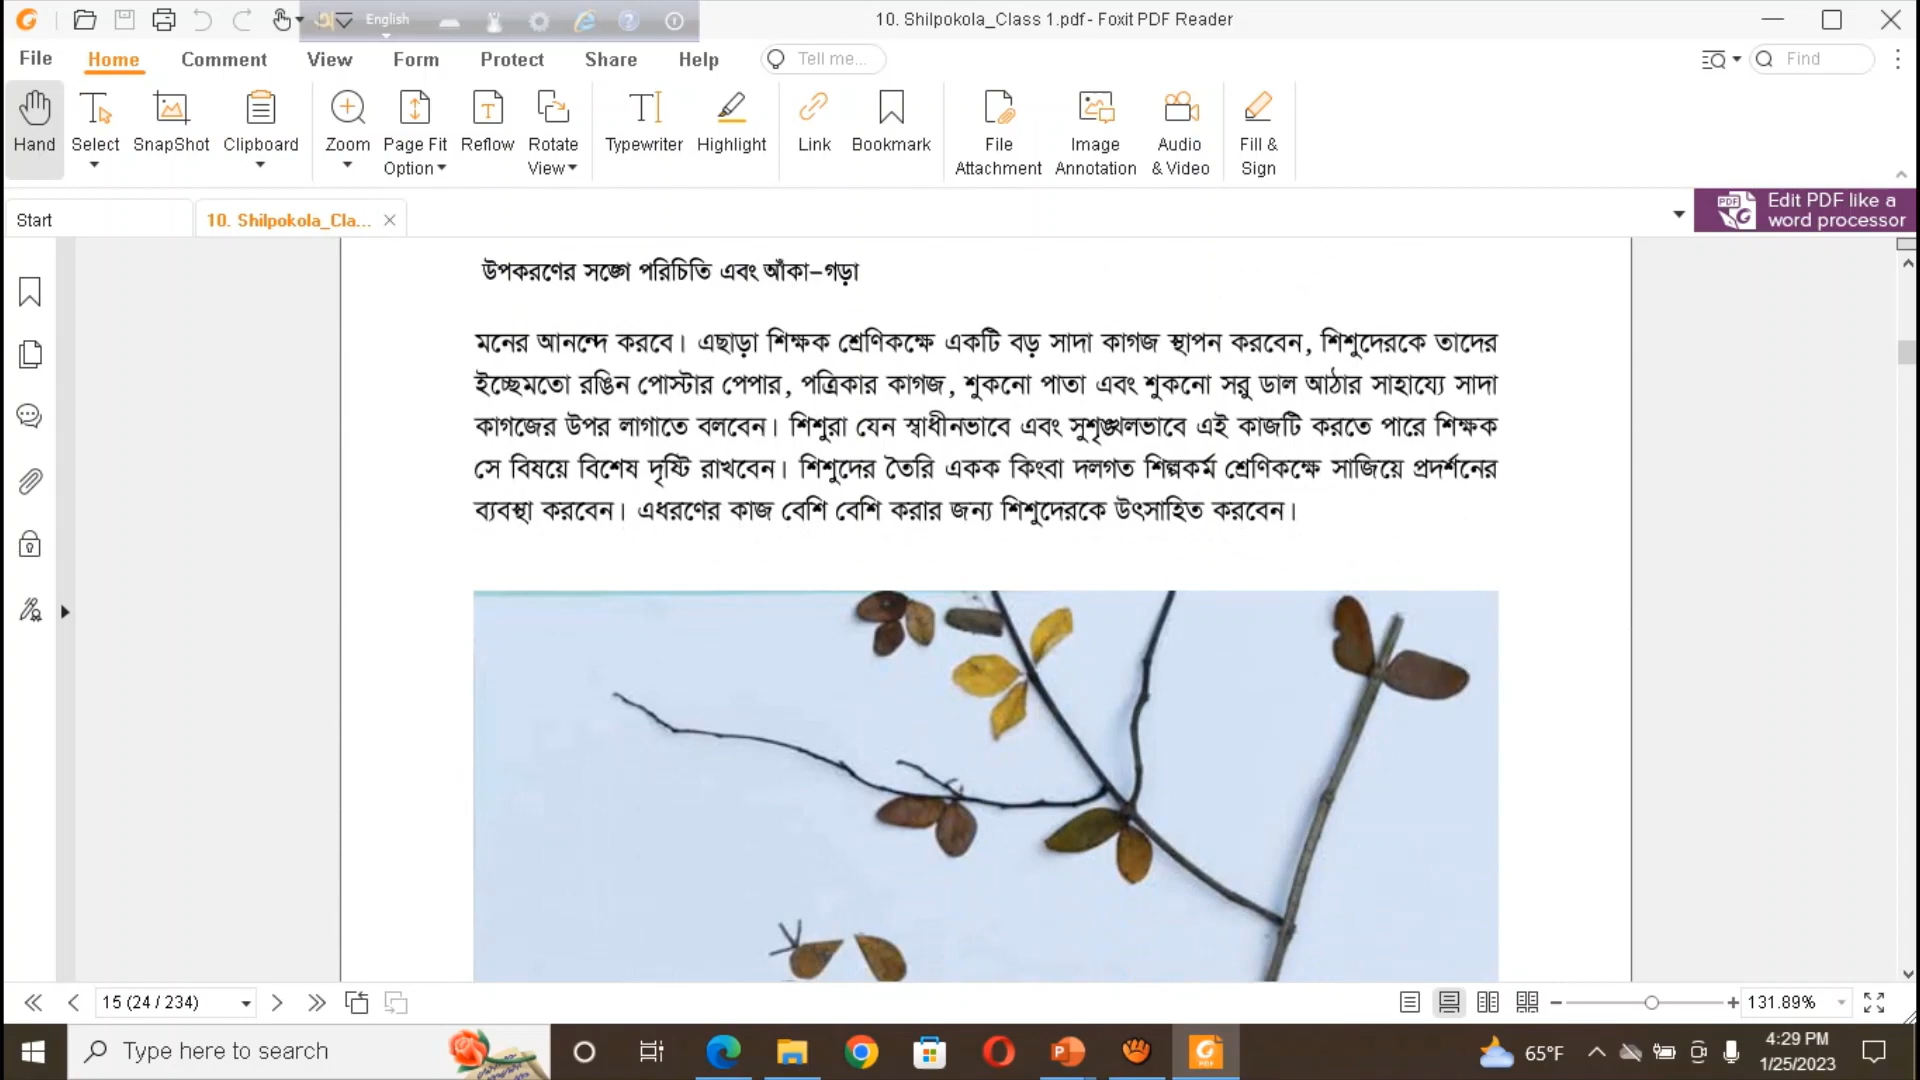 English
10. Shilpokola_Class 1.pdf - Foxit PDF Reader
File Home Comment View Form Protect Share Help Tell me... Find
Hand Select SnapShot Clipboard Zoom Page Fit Option Reflow Rotate View Typewriter Highlight Link Bookmark File Attachment Image Annotation Audio & Video Fill & Sign
Start 10. Shilpokola_Cla... Edit PDF like a
word processor
উপকরণের সঙ্গে পরিচিতি এবং আঁকা-গড়া
মনের আনন্দে করবে। এছাড়া শিক্ষক শ্রেণিকক্ষে একটি বড় সাদা কাগজ স্থাপন করবেন, শিশুদেরকে তাদের
ইচ্ছেমতো রঙিন পোস্টার পেপার, পত্রিকার কাগজ, শুকনো পাতা এবং শুকনো সরু ডাল আঠার সাহায্যে সাদা
কাগজের উপর লাগাতে বলবেন। শিশুরা যেন স্বাধীনভাবে এবং সুশৃঙ্খলভাবে এই কাজটি করতে পারে শিক্ষক
সে বিষয়ে বিশেষ দৃষ্টি রাখবেন। শিশুদের তৈরি একক কিংবা দলগত শিল্পকর্ম শ্রেণিকক্ষে সাজিয়ে প্রদর্শনের
ব্যবস্থা করবেন। এধরণের কাজ বেশি বেশি করার জন্য শিশুদেরকে উৎসাহিত করবেন।
15 (24 / 234) 131.89%
Type here to search 65°F 4:29 PM
1/25/2023